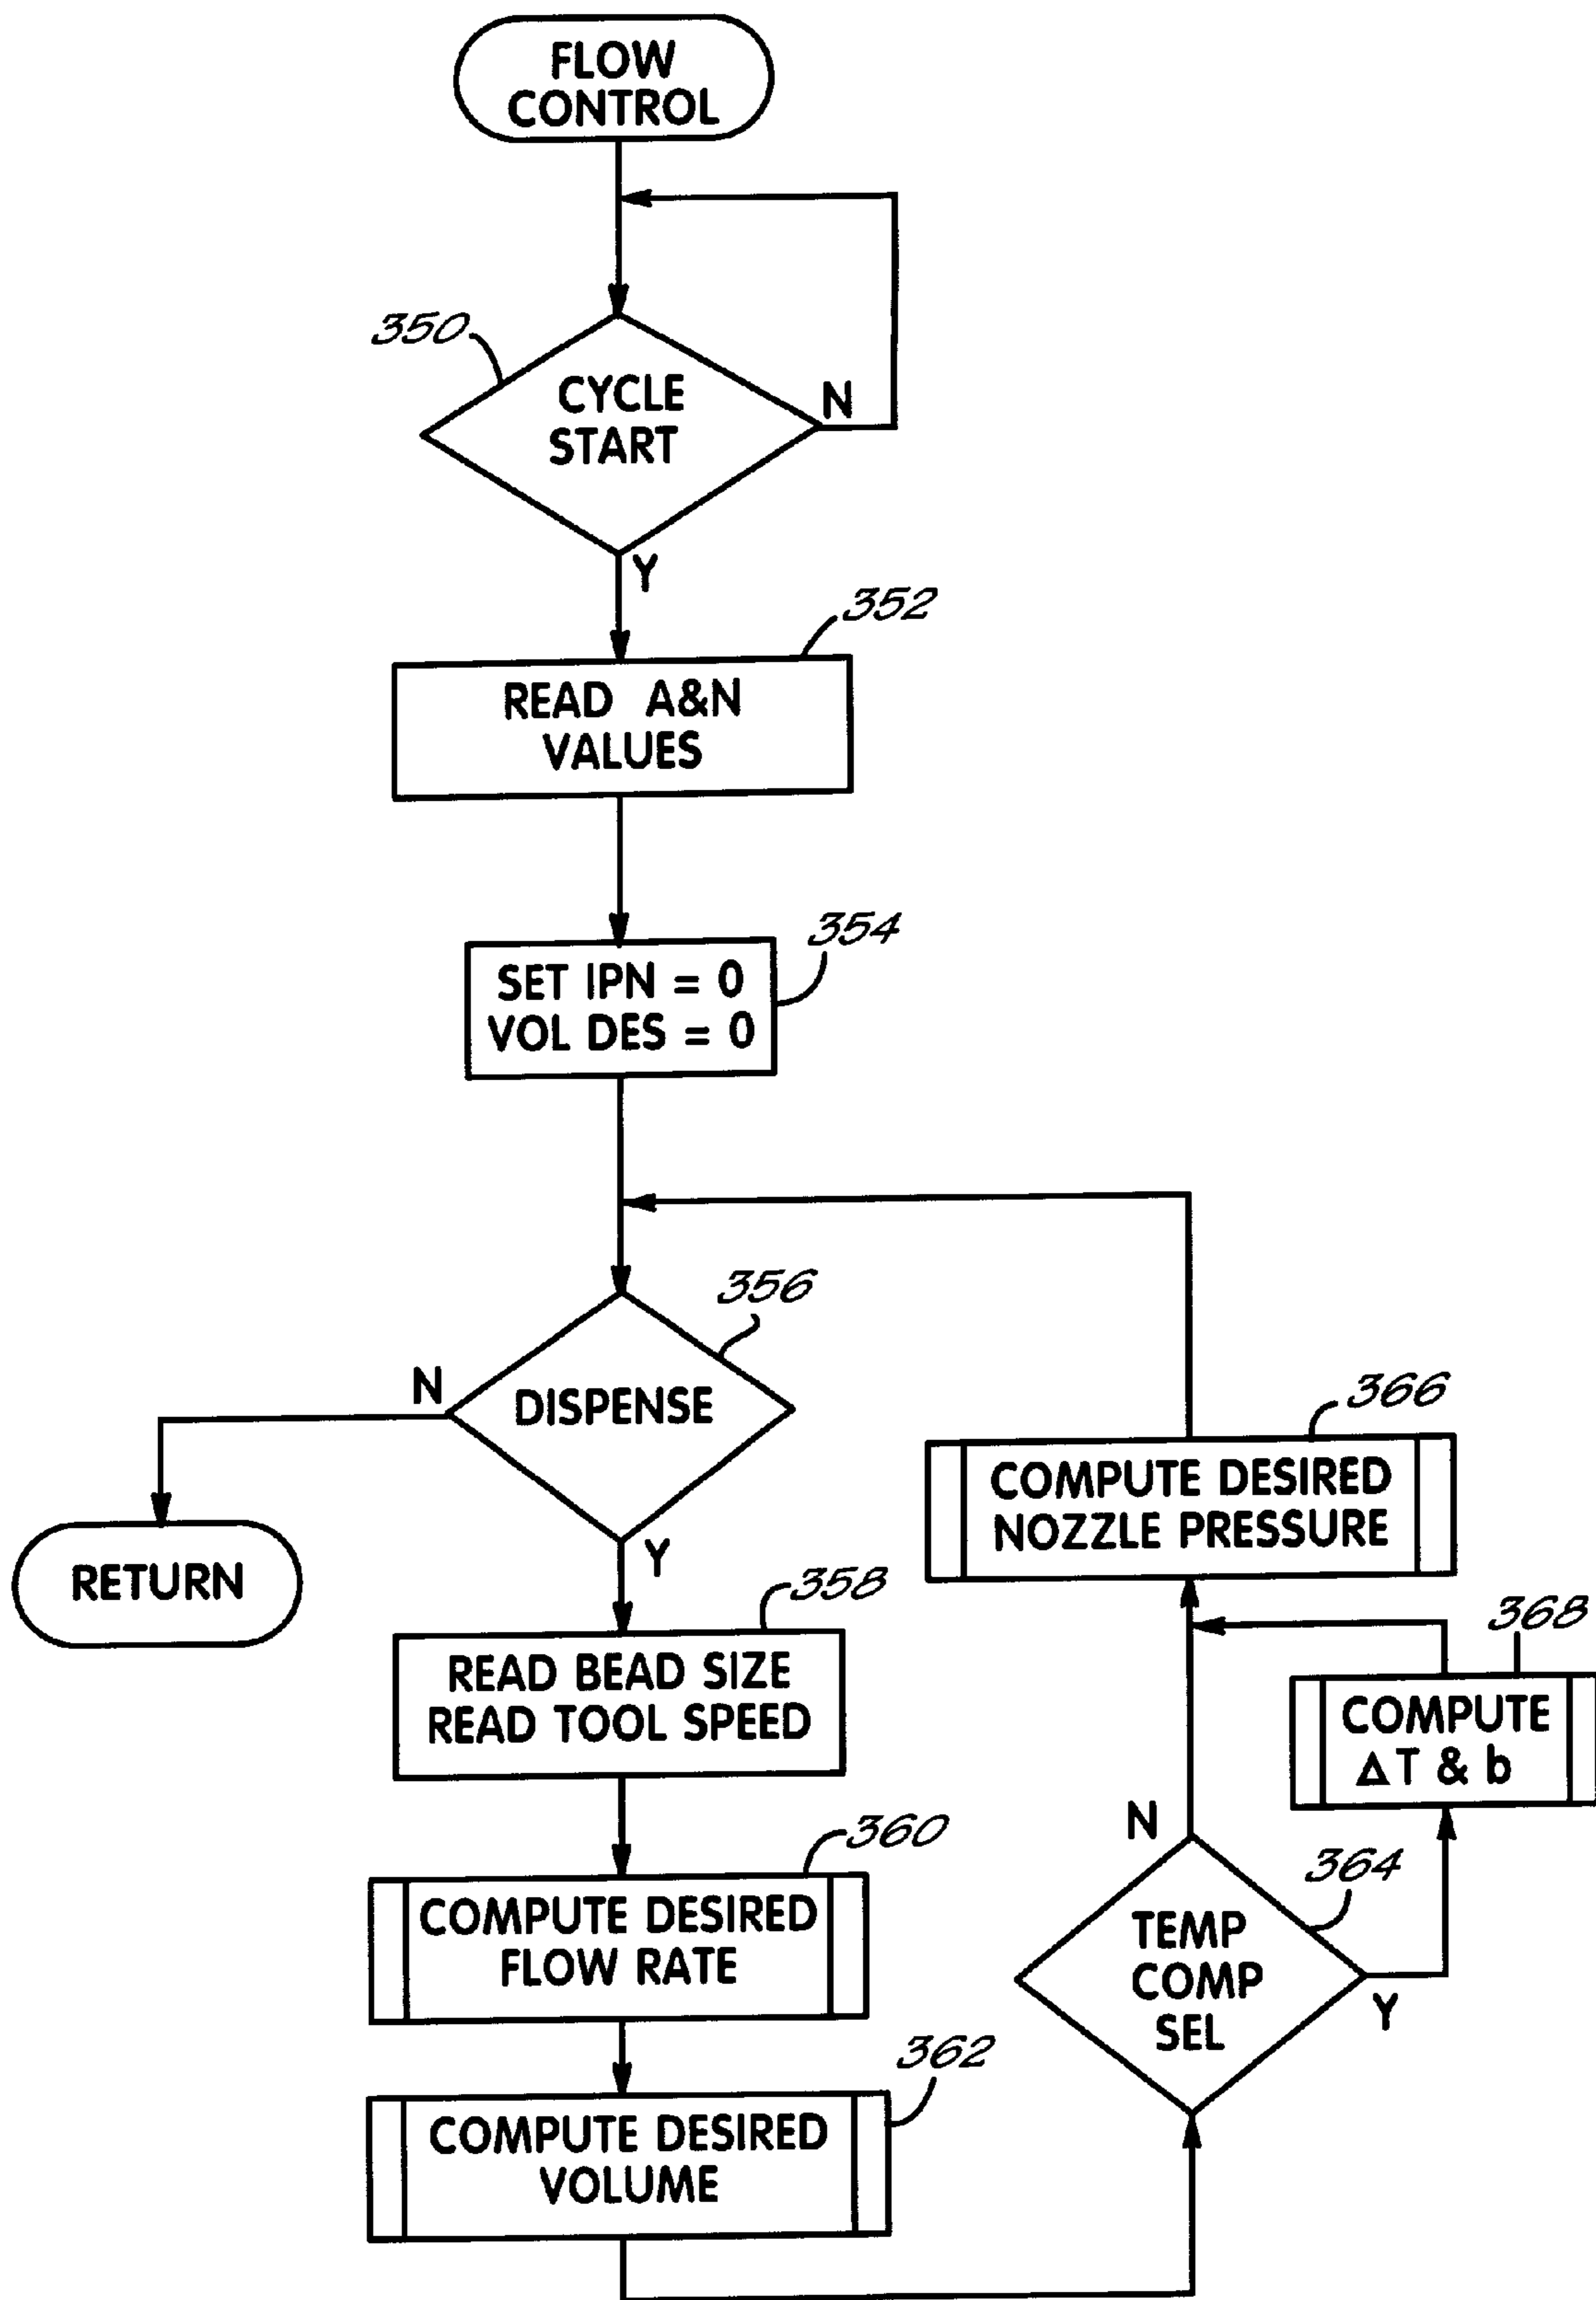 FLOW
CONTROL
350
CYCLE
START
N
Y
352
READ A&N
VALUES
354
SET IPN = 0
VOL DES = 0
356
DISPENSE
N
Y
RETURN
358
READ BEAD SIZE
READ TOOL SPEED
360
COMPUTE DESIRED
FLOW RATE
362
COMPUTE DESIRED
VOLUME
364
TEMP
COMP
SEL
N
Y
368
COMPUTE
ΔT & b
366
COMPUTE DESIRED
NOZZLE PRESSURE